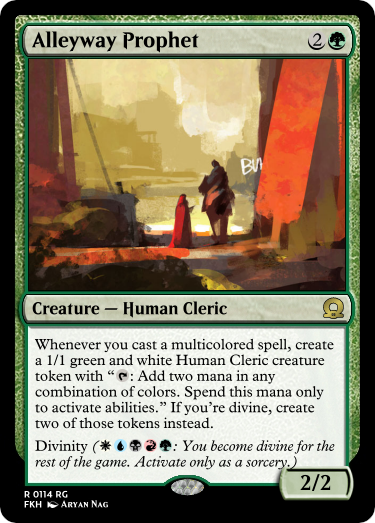 Alleyway Prophet 2
BU
Creature — Human Cleric
Whenever you cast a multicolored spell, create
a 1/1 green and white Human Cleric creature
token with “ : Add two mana in any
combination of colors. Spend this mana only
to activate abilities.” If you’re divine, create
two of those tokens instead.
Divinity ( : You become divine for the
rest of the game. Activate only as a sorcery.)
2/2
R 0114 RG
FKH ARYAN NAG